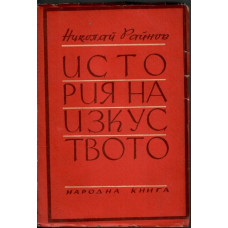 Николай Райнов
ИСТО
РИЯ НА
ИЗКУС
ТВОТО
НАРОДНА КНИГА